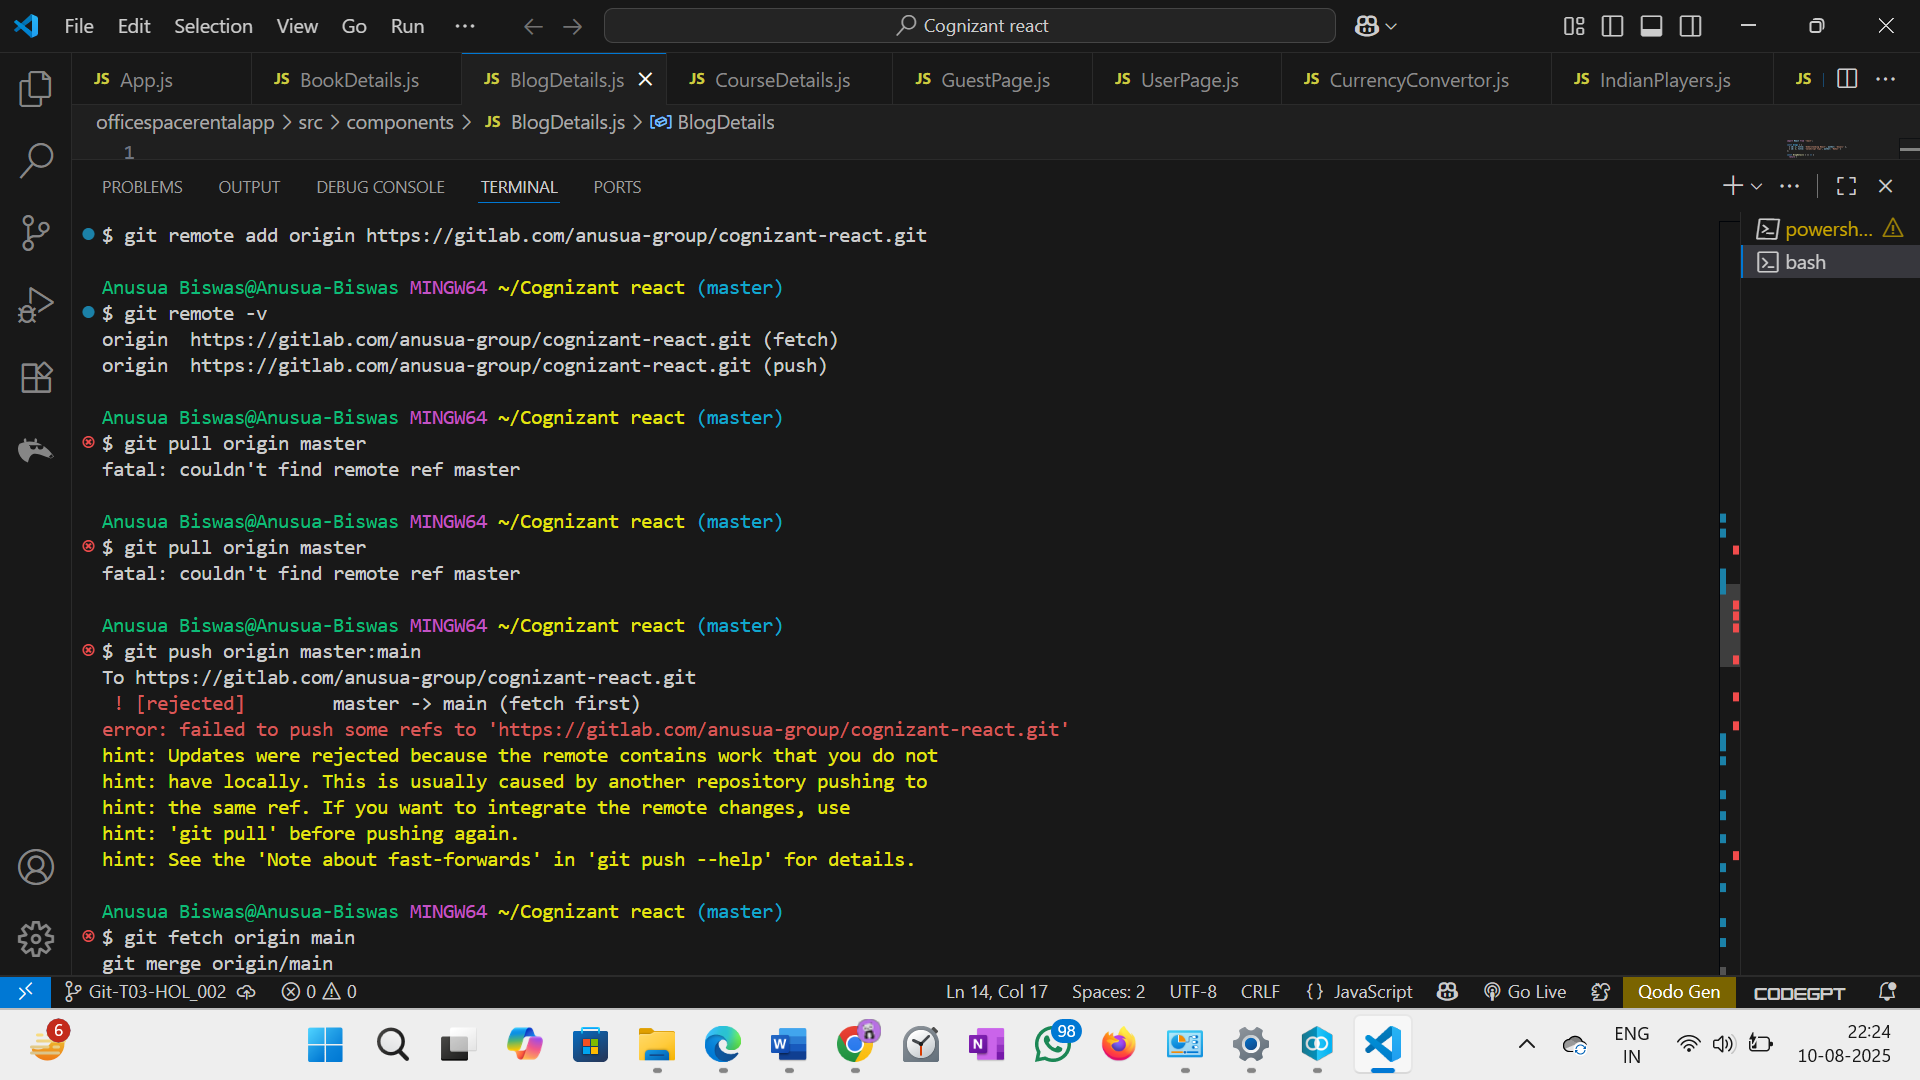 File Edit Selection View Go Run ···
Cognizant react
JS App.js
JS BookDetails.js
JS BlogDetails.js
JS CourseDetails.js
JS GuestPage.js
JS UserPage.js
JS CurrencyConvertor.js
JS IndianPlayers.js
JS
officespacerentalapp > src > components > JS BlogDetails.js > BlogDetails
1
PROBLEMS OUTPUT DEBUG CONSOLE TERMINAL PORTS
powersh...
bash
$ git remote add origin https://gitlab.com/anusua-group/cognizant-react.git
Anusua Biswas@Anusua-Biswas MINGW64 ~/Cognizant react (master)
$ git remote -v
origin  https://gitlab.com/anusua-group/cognizant-react.git (fetch)
origin  https://gitlab.com/anusua-group/cognizant-react.git (push)
Anusua Biswas@Anusua-Biswas MINGW64 ~/Cognizant react (master)
$ git pull origin master
fatal: couldn't find remote ref master
Anusua Biswas@Anusua-Biswas MINGW64 ~/Cognizant react (master)
$ git pull origin master
fatal: couldn't find remote ref master
Anusua Biswas@Anusua-Biswas MINGW64 ~/Cognizant react (master)
$ git push origin master:main
To https://gitlab.com/anusua-group/cognizant-react.git
! [rejected]        master -> main (fetch first)
error: failed to push some refs to 'https://gitlab.com/anusua-group/cognizant-react.git'
hint: Updates were rejected because the remote contains work that you do not
hint: have locally. This is usually caused by another repository pushing to
hint: the same ref. If you want to integrate the remote changes, use
hint: 'git pull' before pushing again.
hint: See the 'Note about fast-forwards' in 'git push --help' for details.
Anusua Biswas@Anusua-Biswas MINGW64 ~/Cognizant react (master)
$ git fetch origin main
git merge origin/main
Git-T03-HOL_002 0 0
Ln 14, Col 17 Spaces: 2 UTF-8 CRLF {} JavaScript Go Live Qodo Gen CODEGPT
6
98
ENG
IN
22:24
10-08-2025